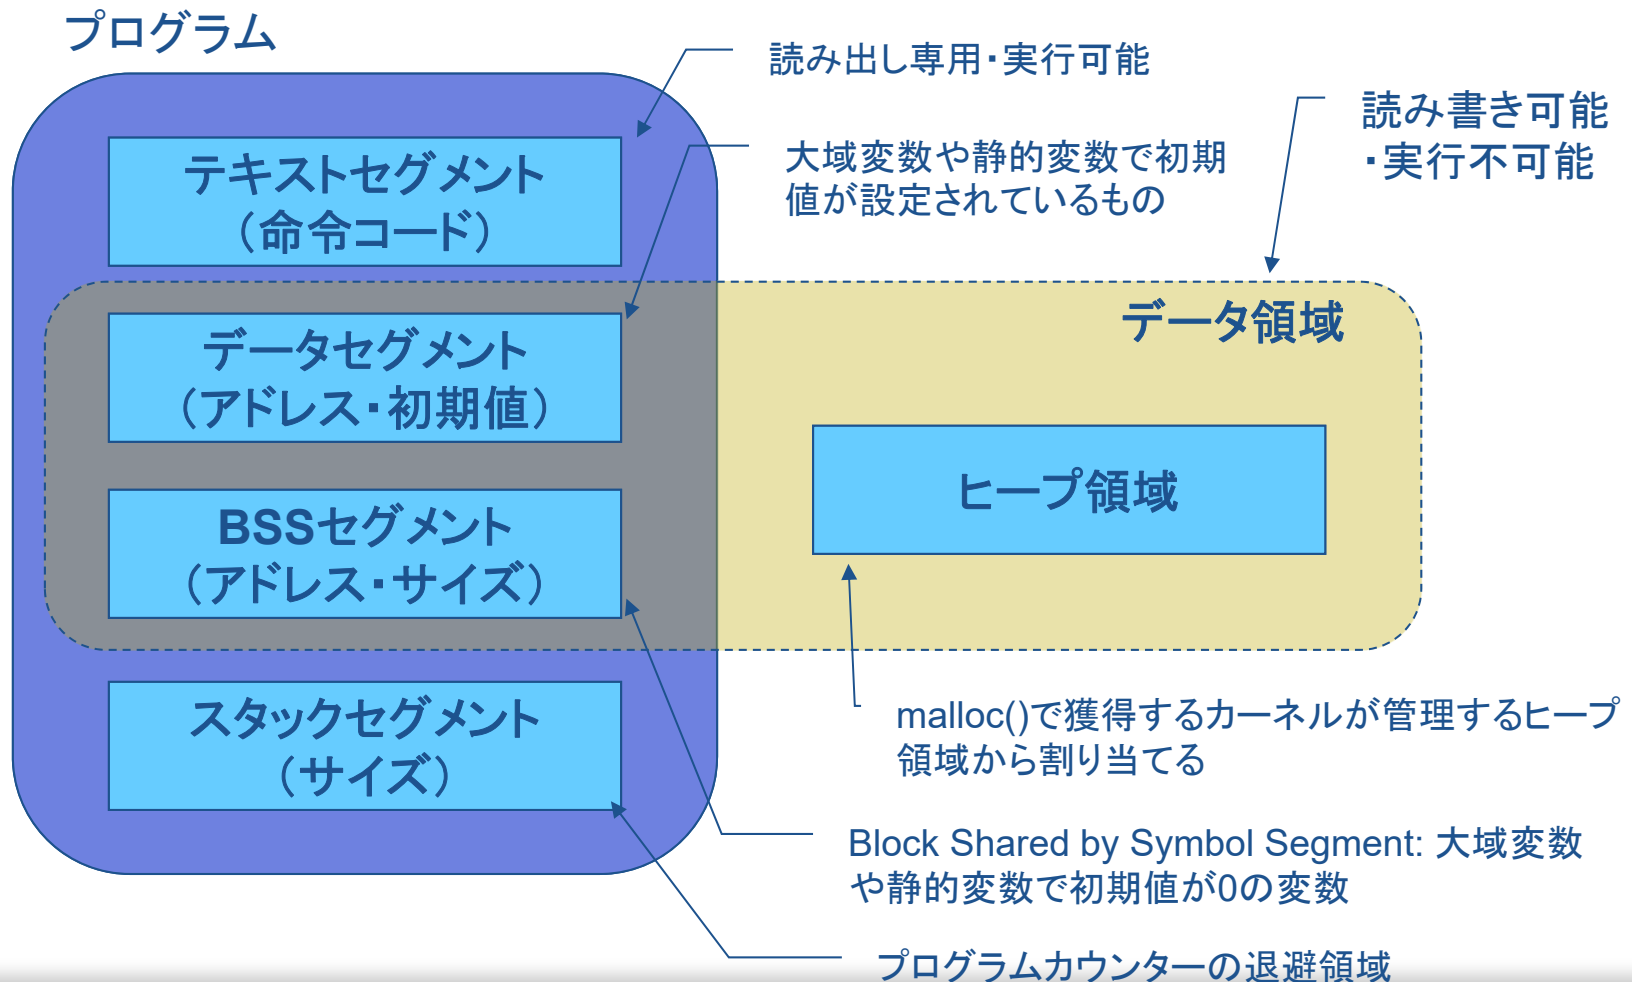 プログラム
読み出し専用・実行可能
読み書き可能
・実行不可能
テキストセグメント
（命令コード）
大域変数や静的変数で初期
値が設定されているもの
データ領域
データセグメント
（アドレス・初期値）
ヒープ領域
BSSセグメント
（アドレス・サイズ）
スタックセグメント
（サイズ）
malloc()で獲得するカーネルが管理するヒープ
領域から割り当てる
Block Shared by Symbol Segment: 大域変数
や静的変数で初期値が0の変数
プログラムカウンターの退避領域